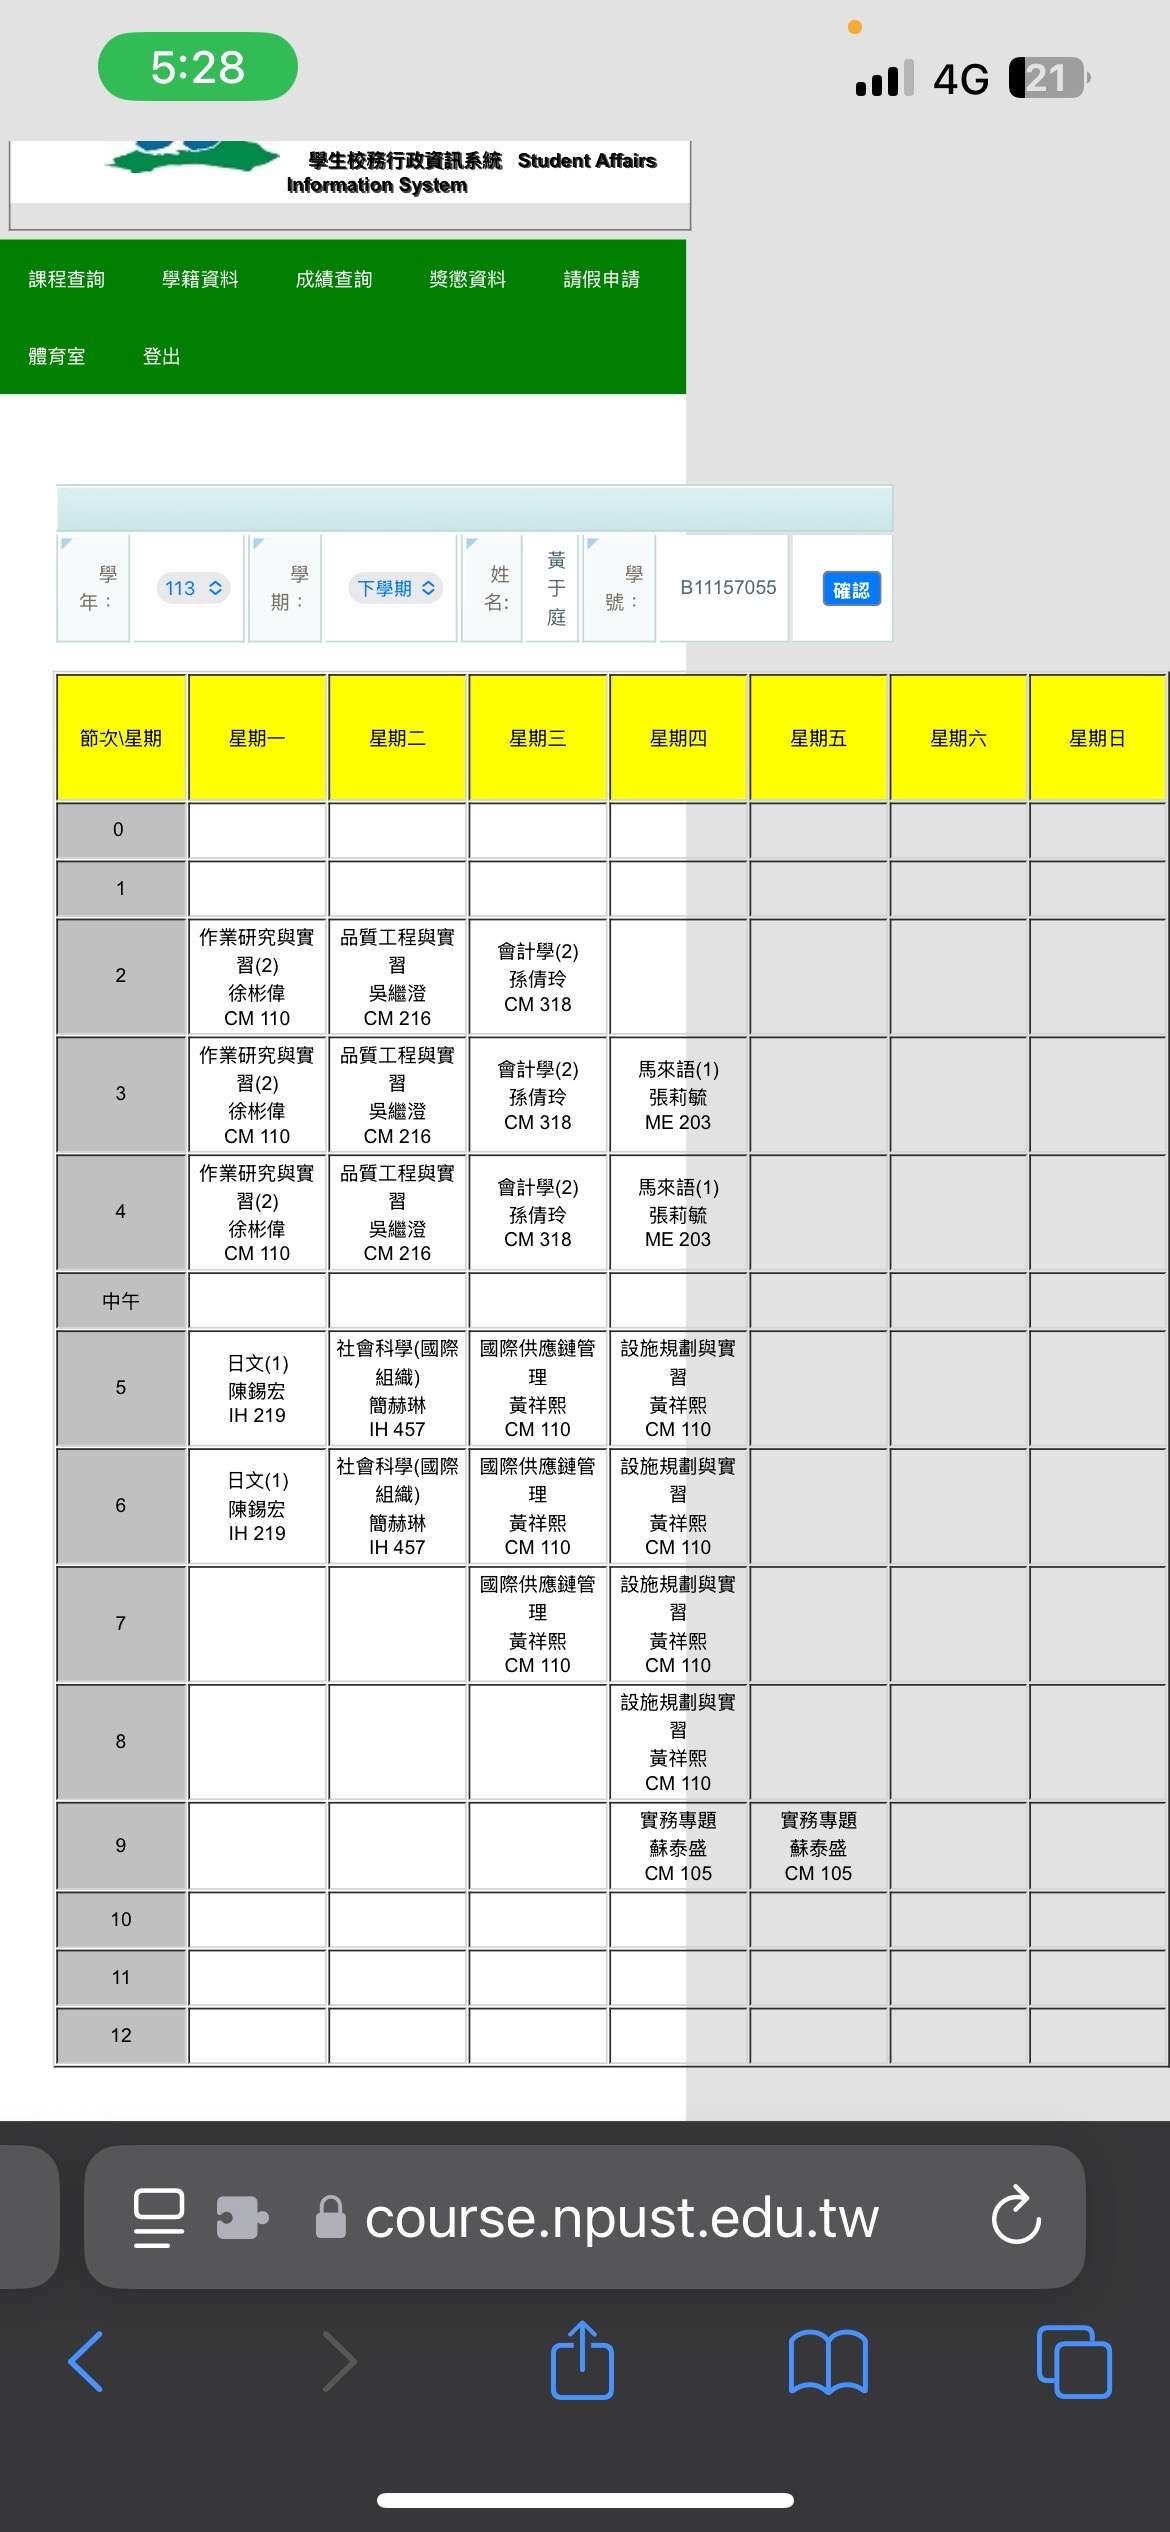 5:28
4G 21
學生校務行政資訊系統 Student Affairs
Information System
課程查詢 學籍資料 成績查詢 獎懲資料 請假申請
體育室 登出
學年： 113 學期： 下學期 姓名: 黃于庭 學號： B11157055 確認
節次\星期 星期一 星期二 星期三 星期四 星期五 星期六 星期日
0
1
2
作業研究與實
習(2)
徐彬偉
CM 110
品質工程與實
習
吳繼澄
CM 216
會計學(2)
孫倩玲
CM 318
3
作業研究與實
習(2)
徐彬偉
CM 110
品質工程與實
習
吳繼澄
CM 216
會計學(2)
孫倩玲
CM 318
馬來語(1)
張莉毓
ME 203
4
作業研究與實
習(2)
徐彬偉
CM 110
品質工程與實
習
吳繼澄
CM 216
會計學(2)
孫倩玲
CM 318
馬來語(1)
張莉毓
ME 203
中午
5
日文(1)
陳錫宏
IH 219
社會科學(國際
組織)
簡赫琳
IH 457
國際供應鏈管
理
黃祥熙
CM 110
設施規劃與實
習
黃祥熙
CM 110
6
日文(1)
陳錫宏
IH 219
社會科學(國際
組織)
簡赫琳
IH 457
國際供應鏈管
理
黃祥熙
CM 110
設施規劃與實
習
黃祥熙
CM 110
7
國際供應鏈管
理
黃祥熙
CM 110
設施規劃與實
習
黃祥熙
CM 110
8
設施規劃與實
習
黃祥熙
CM 110
9
實務專題
蘇泰盛
CM 105
實務專題
蘇泰盛
CM 105
10
11
12
course.npust.edu.tw